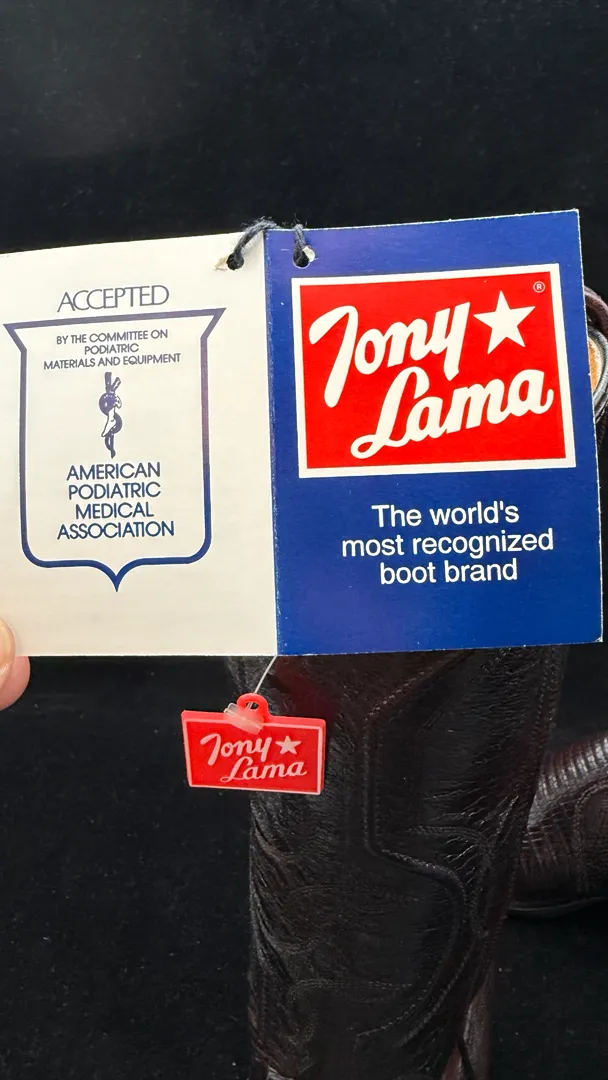 ACCEPTED
BY THE COMMITTEE ON
PODIATRIC
MATERIALS AND EQUIPMENT
AMERICAN
PODIATRIC
MEDICAL
ASSOCIATION
Tony
Lama
®
The world's
most recognized
boot brand
Tony
Lama